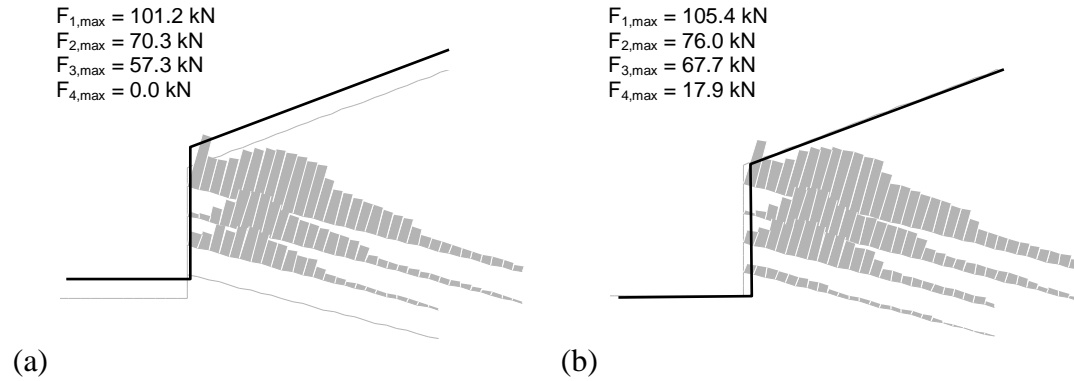 F1,max = 101.2 kN
F2,max = 70.3 kN
F3,max = 57.3 kN
F4,max = 0.0 kN
(a)
F1,max = 105.4 kN
F2,max = 76.0 kN
F3,max = 67.7 kN
F4,max = 17.9 kN
(b)